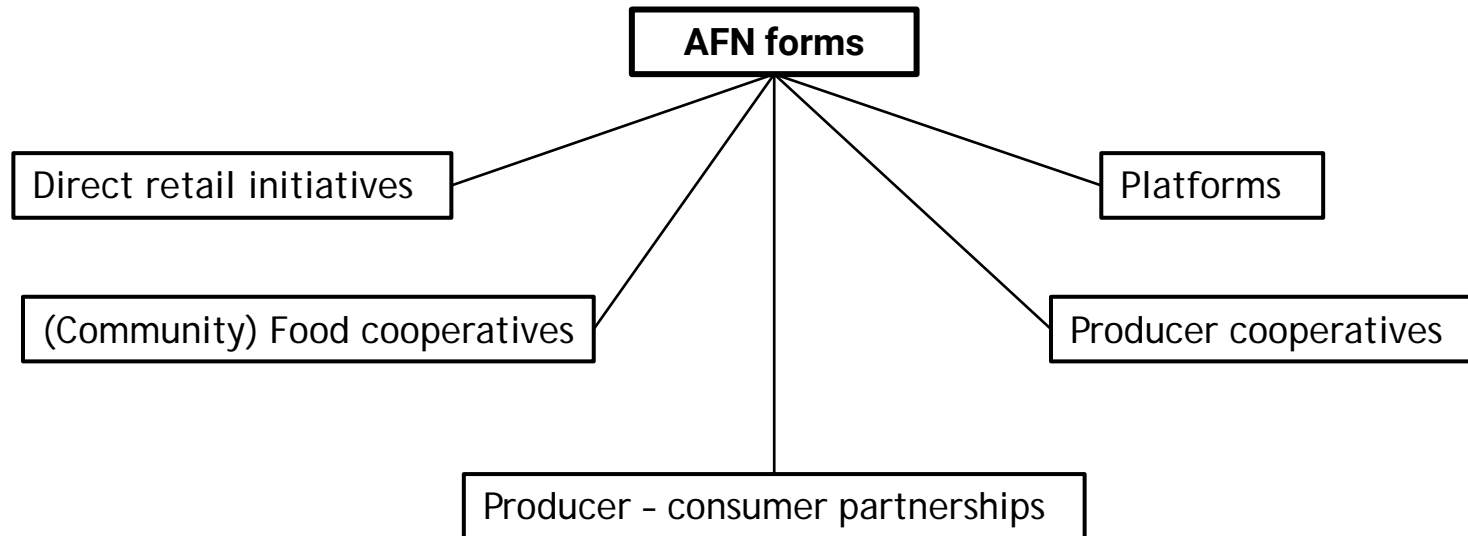 AFN forms
Direct retail initiatives
Platforms
(Community) Food cooperatives
Producer cooperatives
Producer – consumer partnerships